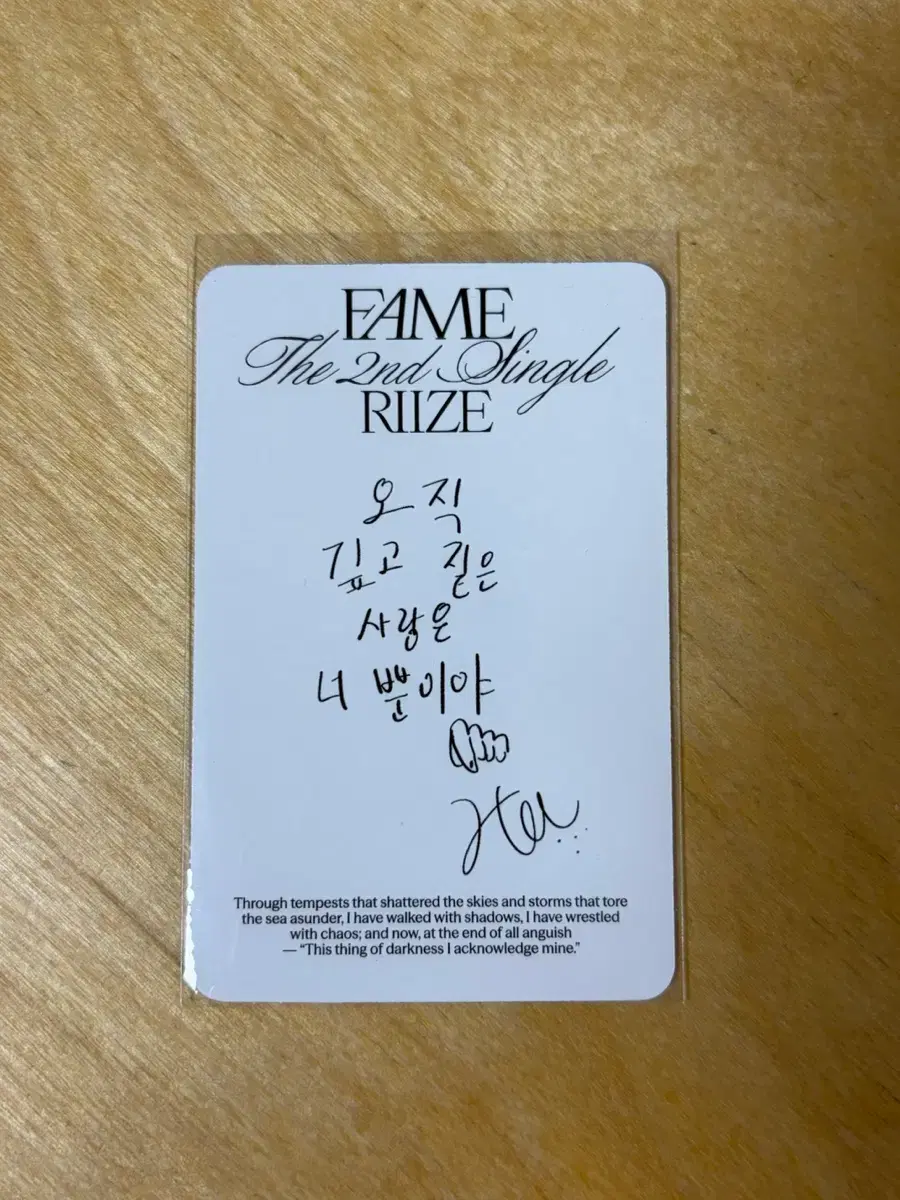 FAME
The 2nd Single
RIIZE
오직
깊고 짙은
사랑은
너 뿐이야
Through tempests that shattered the skies and storms that tore
the sea asunder, I have walked with shadows, I have wrestled
with chaos; and now, at the end of all anguish
— “This thing of darkness I acknowledge mine.”